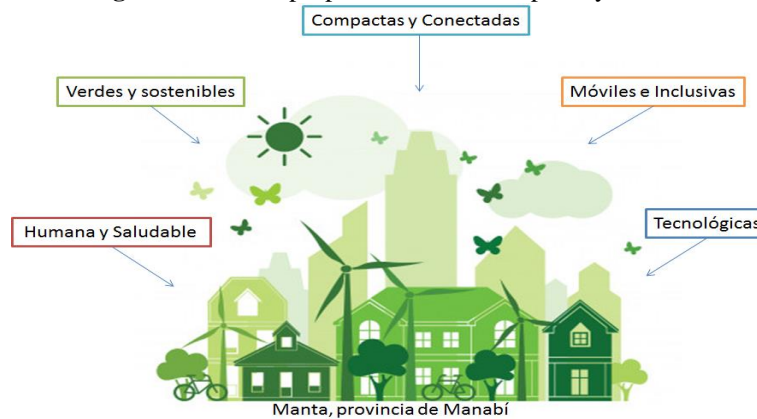 Compactas y Conectadas
Verdes y sostenibles
Móviles e Inclusivas
Humana y Saludable
Tecnológicas
Manta, provincia de Manabí